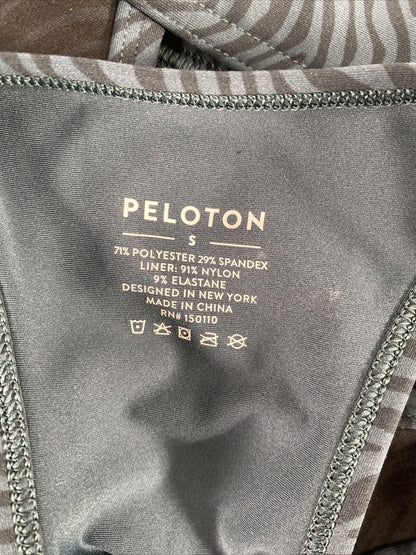 PELOTON
S
71% POLYESTER 29% SPANDEX
LINER: 91% NYLON
9% ELASTANE
DESIGNED IN NEW YORK
MADE IN CHINA
RN# 150110